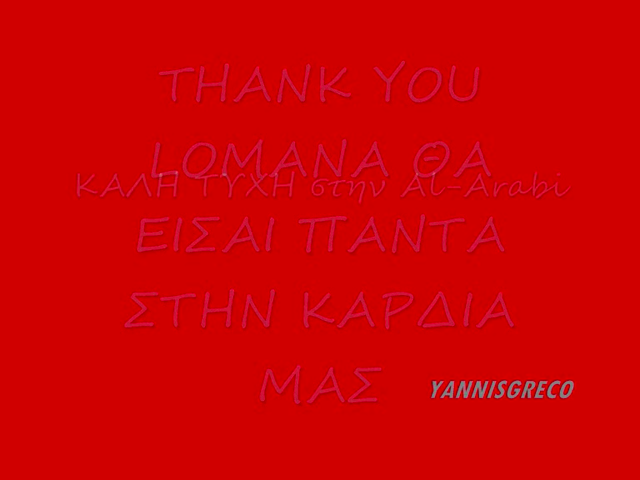 THANK YOU
LOMANA ΘΑ
ΚΑΛΗ ΤΥΧΗ στην Al-Arabi
ΕΙΣΑΙ ΠΑΝΤΑ
ΣΤΗΝ ΚΑΡΔΙΑ
ΜΑΣ
YANNISGRECO